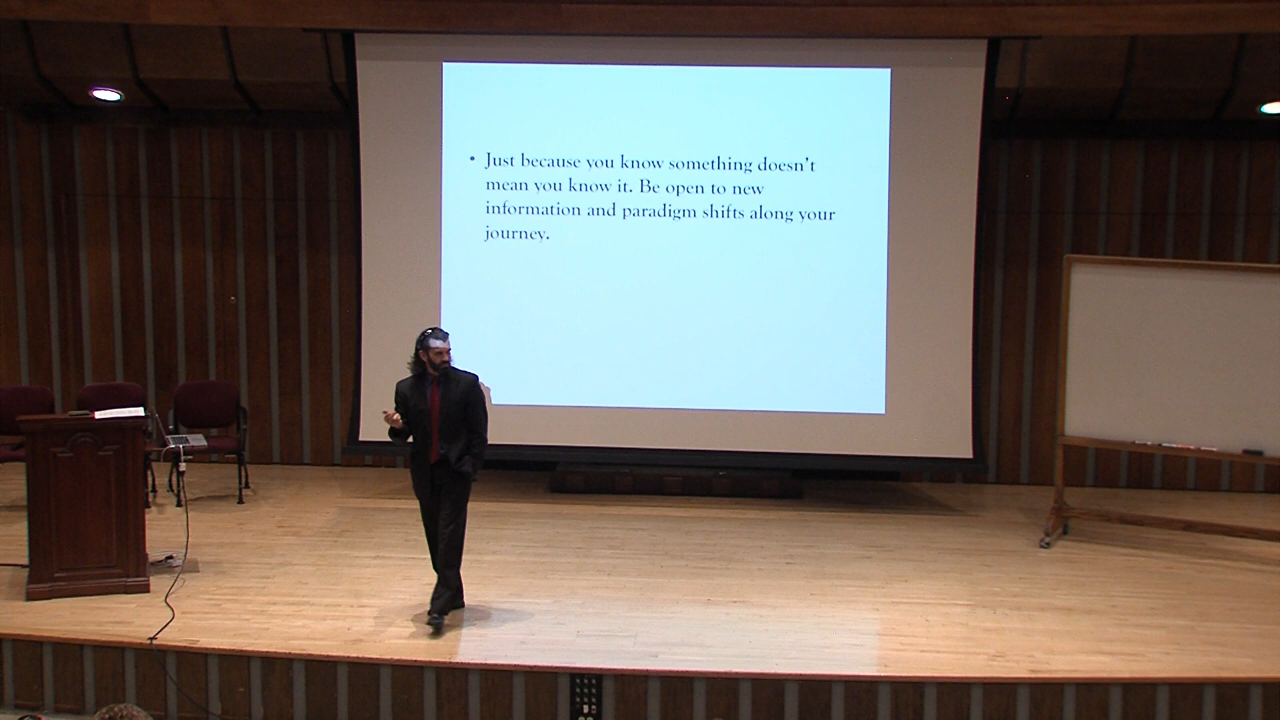 • Just because you know something doesn't
mean you know it. Be open to new
information and paradigm shifts along your
journey.